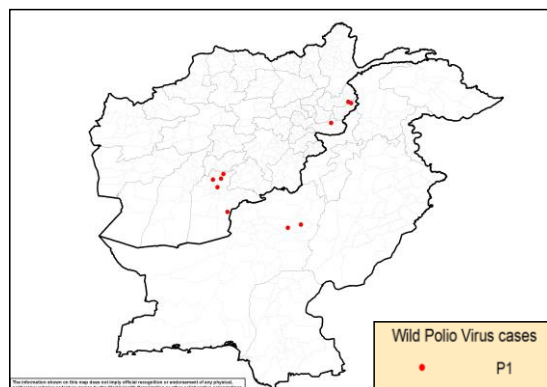 Wild Polio Virus cases
P1
The information shown on this map does not imply official recognition or endorsement of any physical,